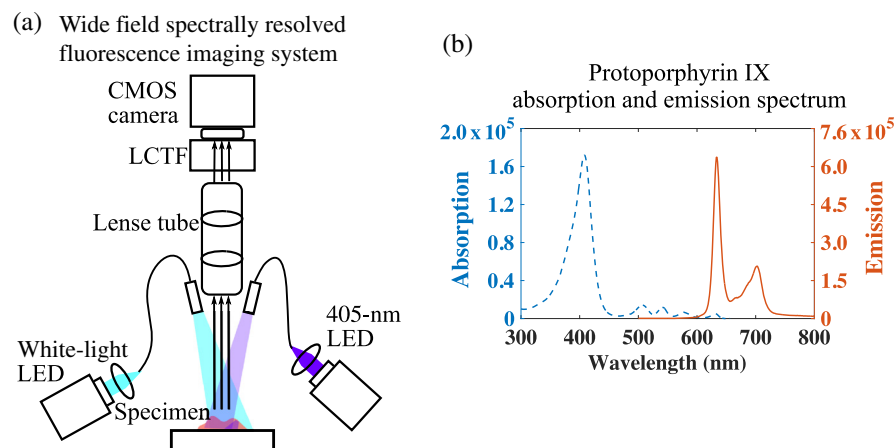 (a) Wide field spectrally resolved
fluorescence imaging system
CMOS
camera
LCTF
Lense tube
405-nm
LED
White-light
LED
Specimen
(b)
Protoporphyrin IX
absorption and emission spectrum
2.0 x 10^5
1.6
1.2
0.8
0.4
0
Absorption
7.6 x 10^5
6.0
4.5
3.0
1.5
0
Emission
300 400 500 600 700 800
Wavelength (nm)